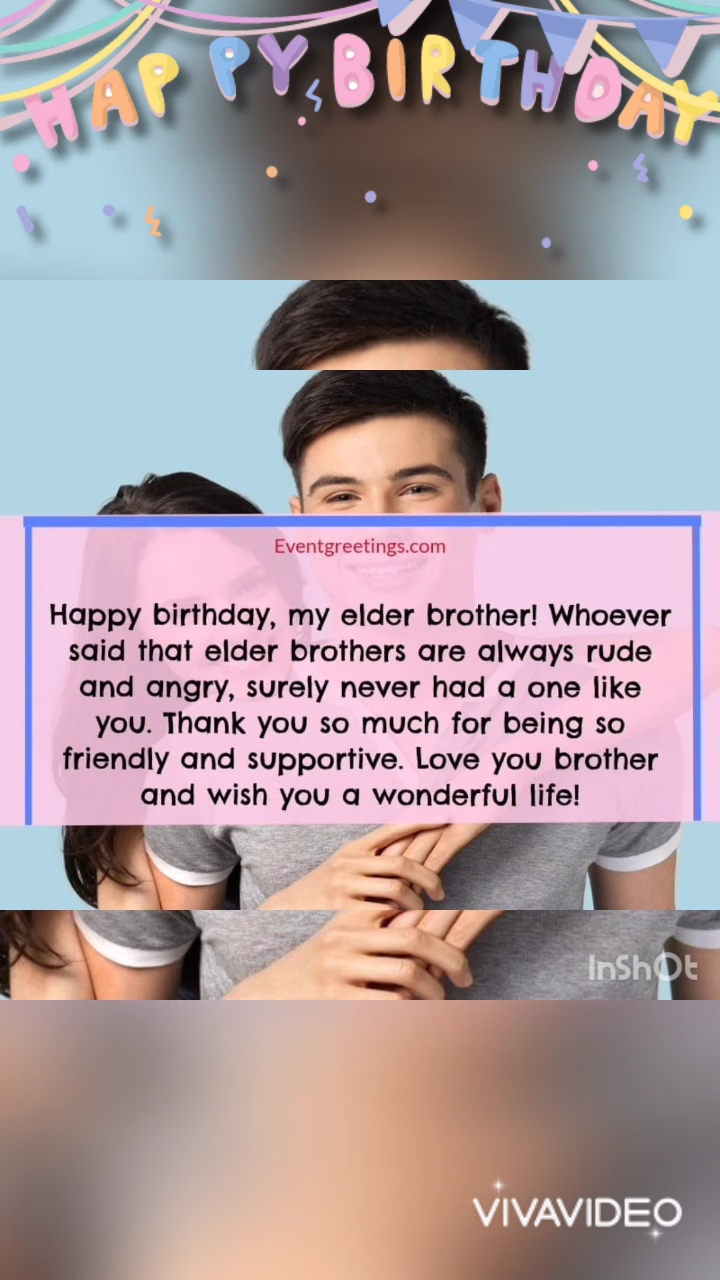 HAPPY BIRTHDAY
Eventgreetings.com
Happy birthday, my elder brother! Whoever
said that elder brothers are always rude
and angry, surely never had a one like
you. Thank you so much for being so
friendly and supportive. Love you brother
and wish you a wonderful life!
InShOt
VIVAVIDEO